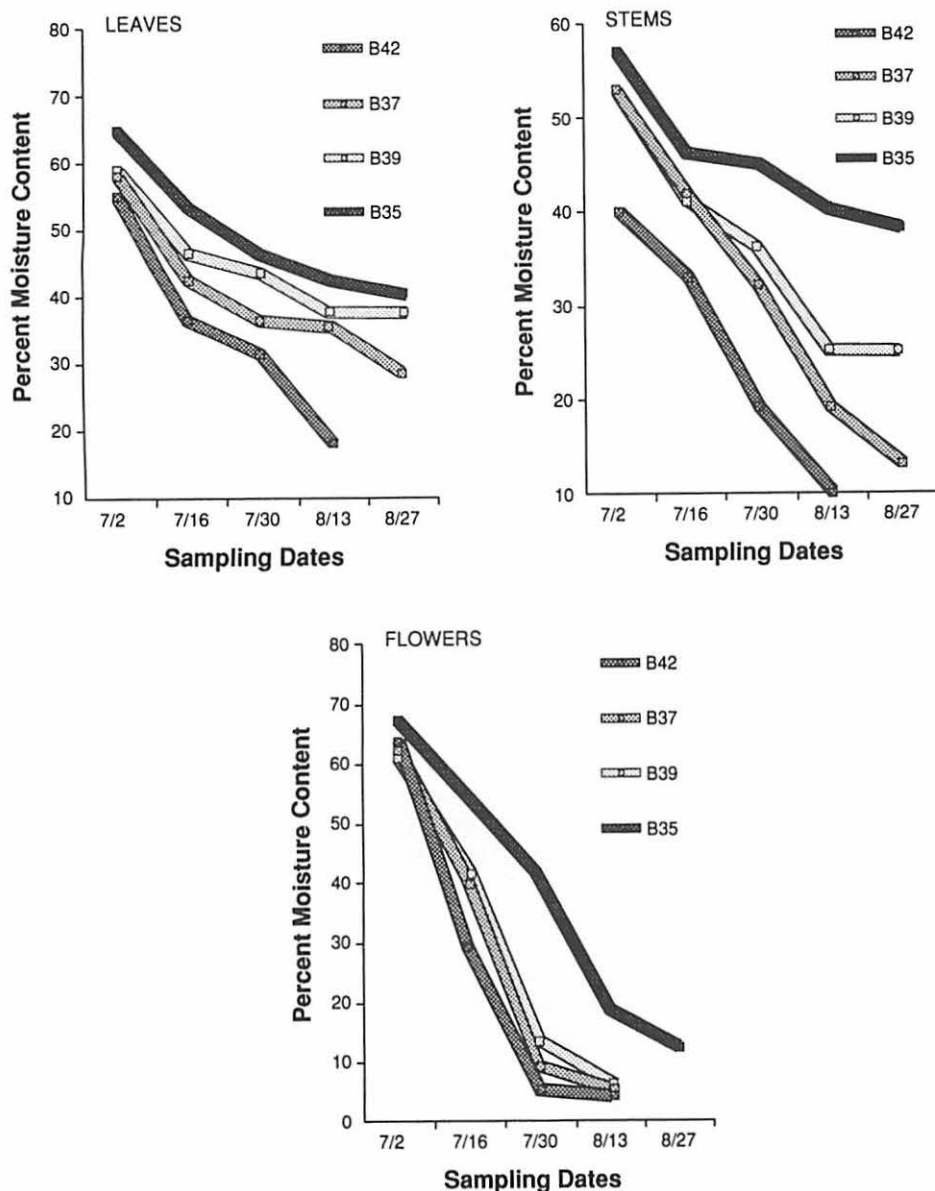 LEAVES
Percent Moisture Content
80
70
60
50
40
30
20
10
B42
B37
B39
B35
7/2 7/16 7/30 8/13 8/27
Sampling Dates
STEMS
Percent Moisture Content
60
50
40
30
20
10
B42
B37
B39
B35
7/2 7/16 7/30 8/13 8/27
Sampling Dates
FLOWERS
Percent Moisture Content
80
70
60
50
40
30
20
10
0
B42
B37
B39
B35
7/2 7/16 7/30 8/13 8/27
Sampling Dates